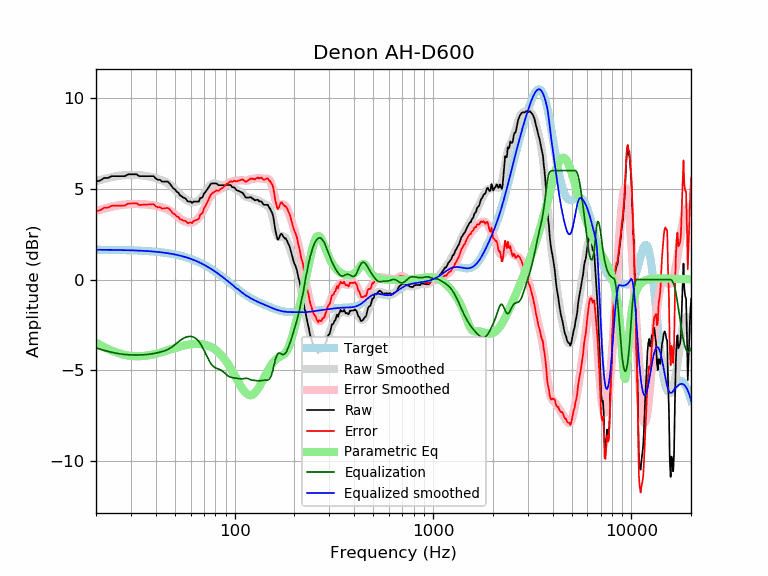 Denon AH-D600
Amplitude (dBr)
10
5
0
−5
−10
Target
Raw Smoothed
Error Smoothed
Raw
Error
Parametric Eq
Equalization
Equalized smoothed
100
1000
10000
Frequency (Hz)